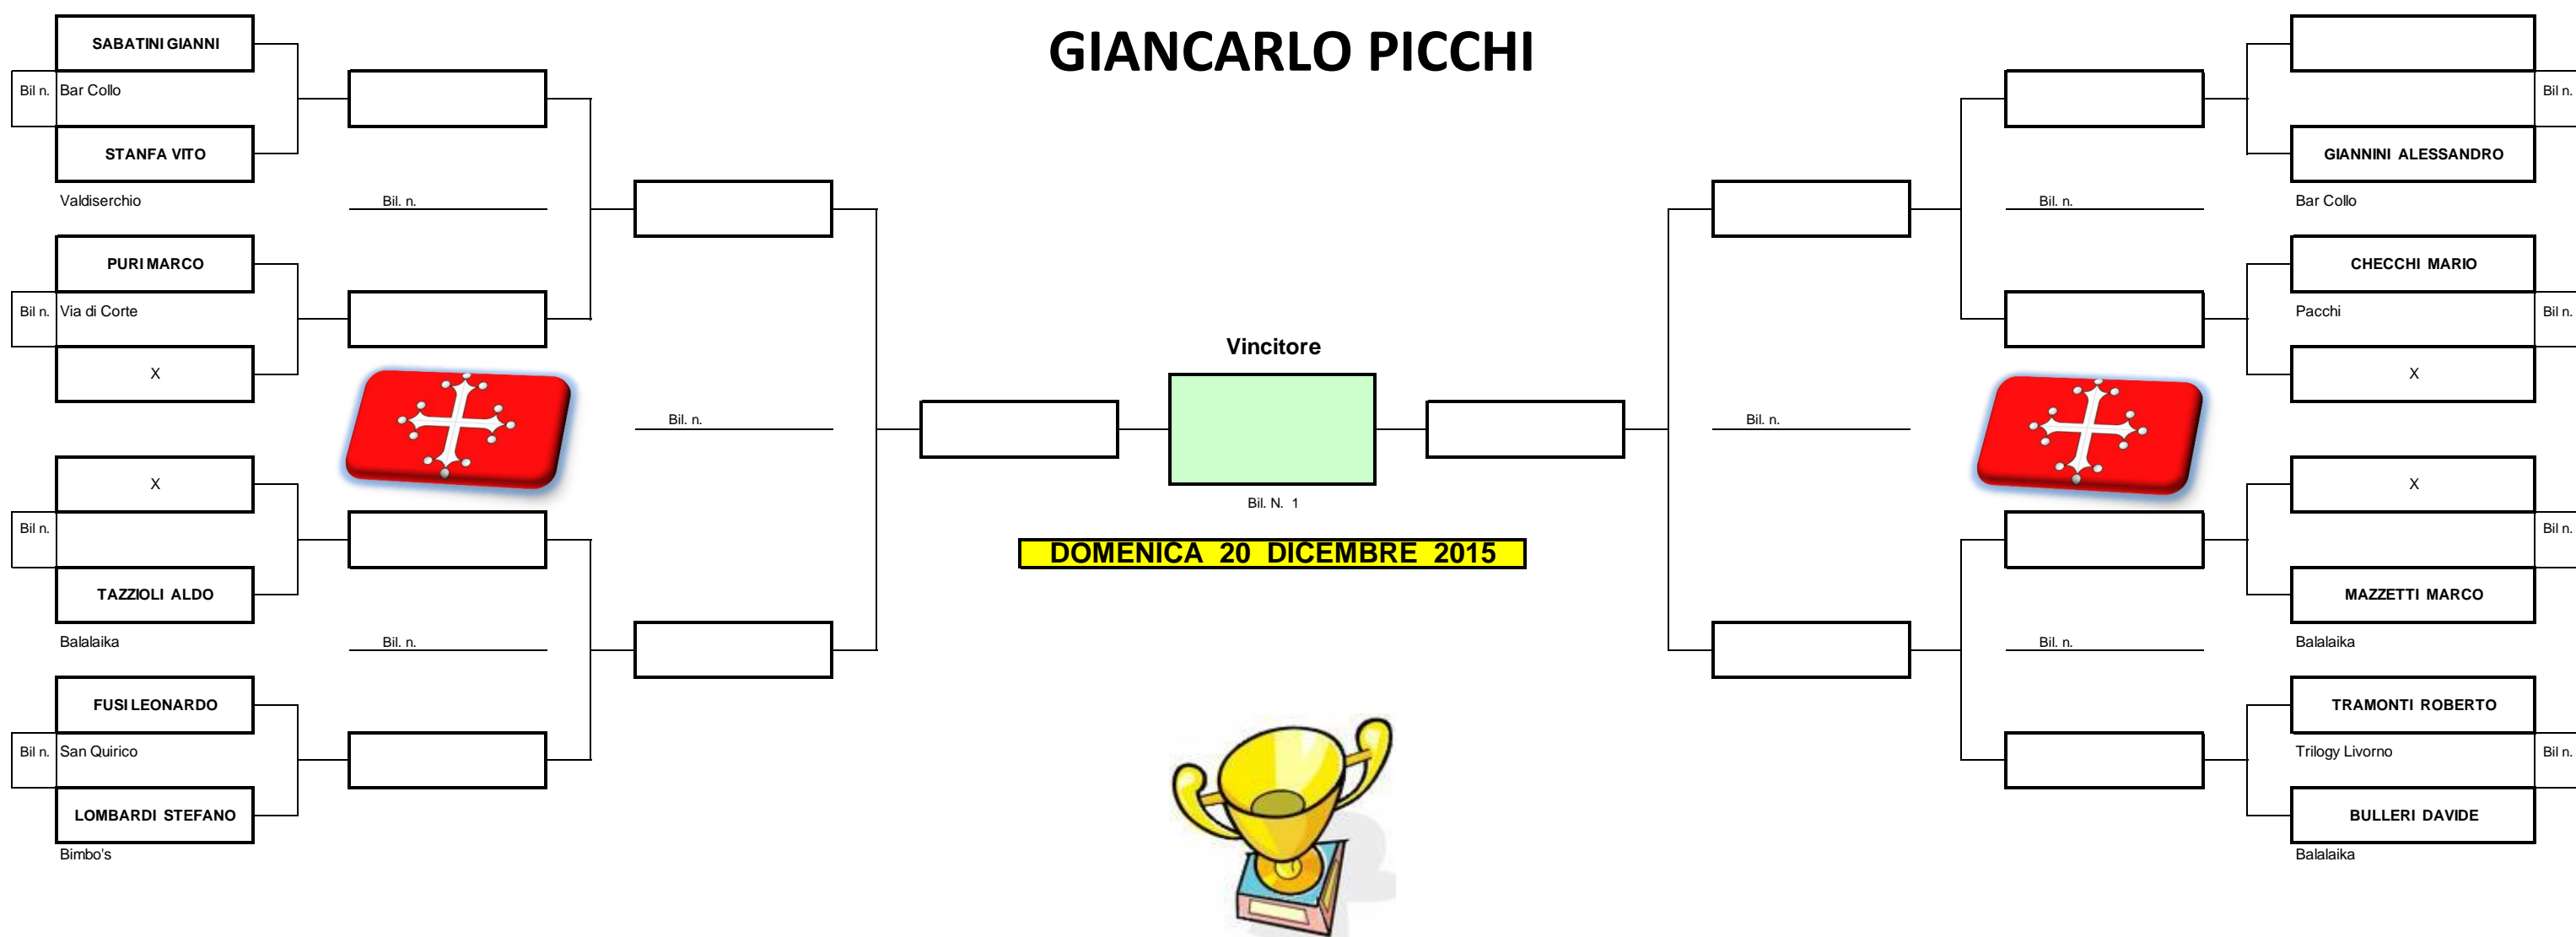 GIANCARLO PICCHI
SABATINI GIANNI
Bil n. Bar Collo
STANFA VITO
Valdiserchio
Bil. n.
PURI MARCO
Bil n. Via di Corte
X
Bil. n.
X
Bil n.
TAZZIOLI ALDO
Balalaika
Bil. n.
FUSI LEONARDO
Bil n. San Quirico
LOMBARDI STEFANO
Bimbo's
Vincitore
Bil. N. 1
DOMENICA 20 DICEMBRE 2015
Bil n.
GIANNINI ALESSANDRO
Bil. n.
Bar Collo
CHECCHI MARIO
Pacchi
Bil n.
X
Bil. n.
X
Bil n.
MAZZETTI MARCO
Bil. n.
Balalaika
TRAMONTI ROBERTO
Trilogy Livorno
Bil n.
BULLERI DAVIDE
Balalaika